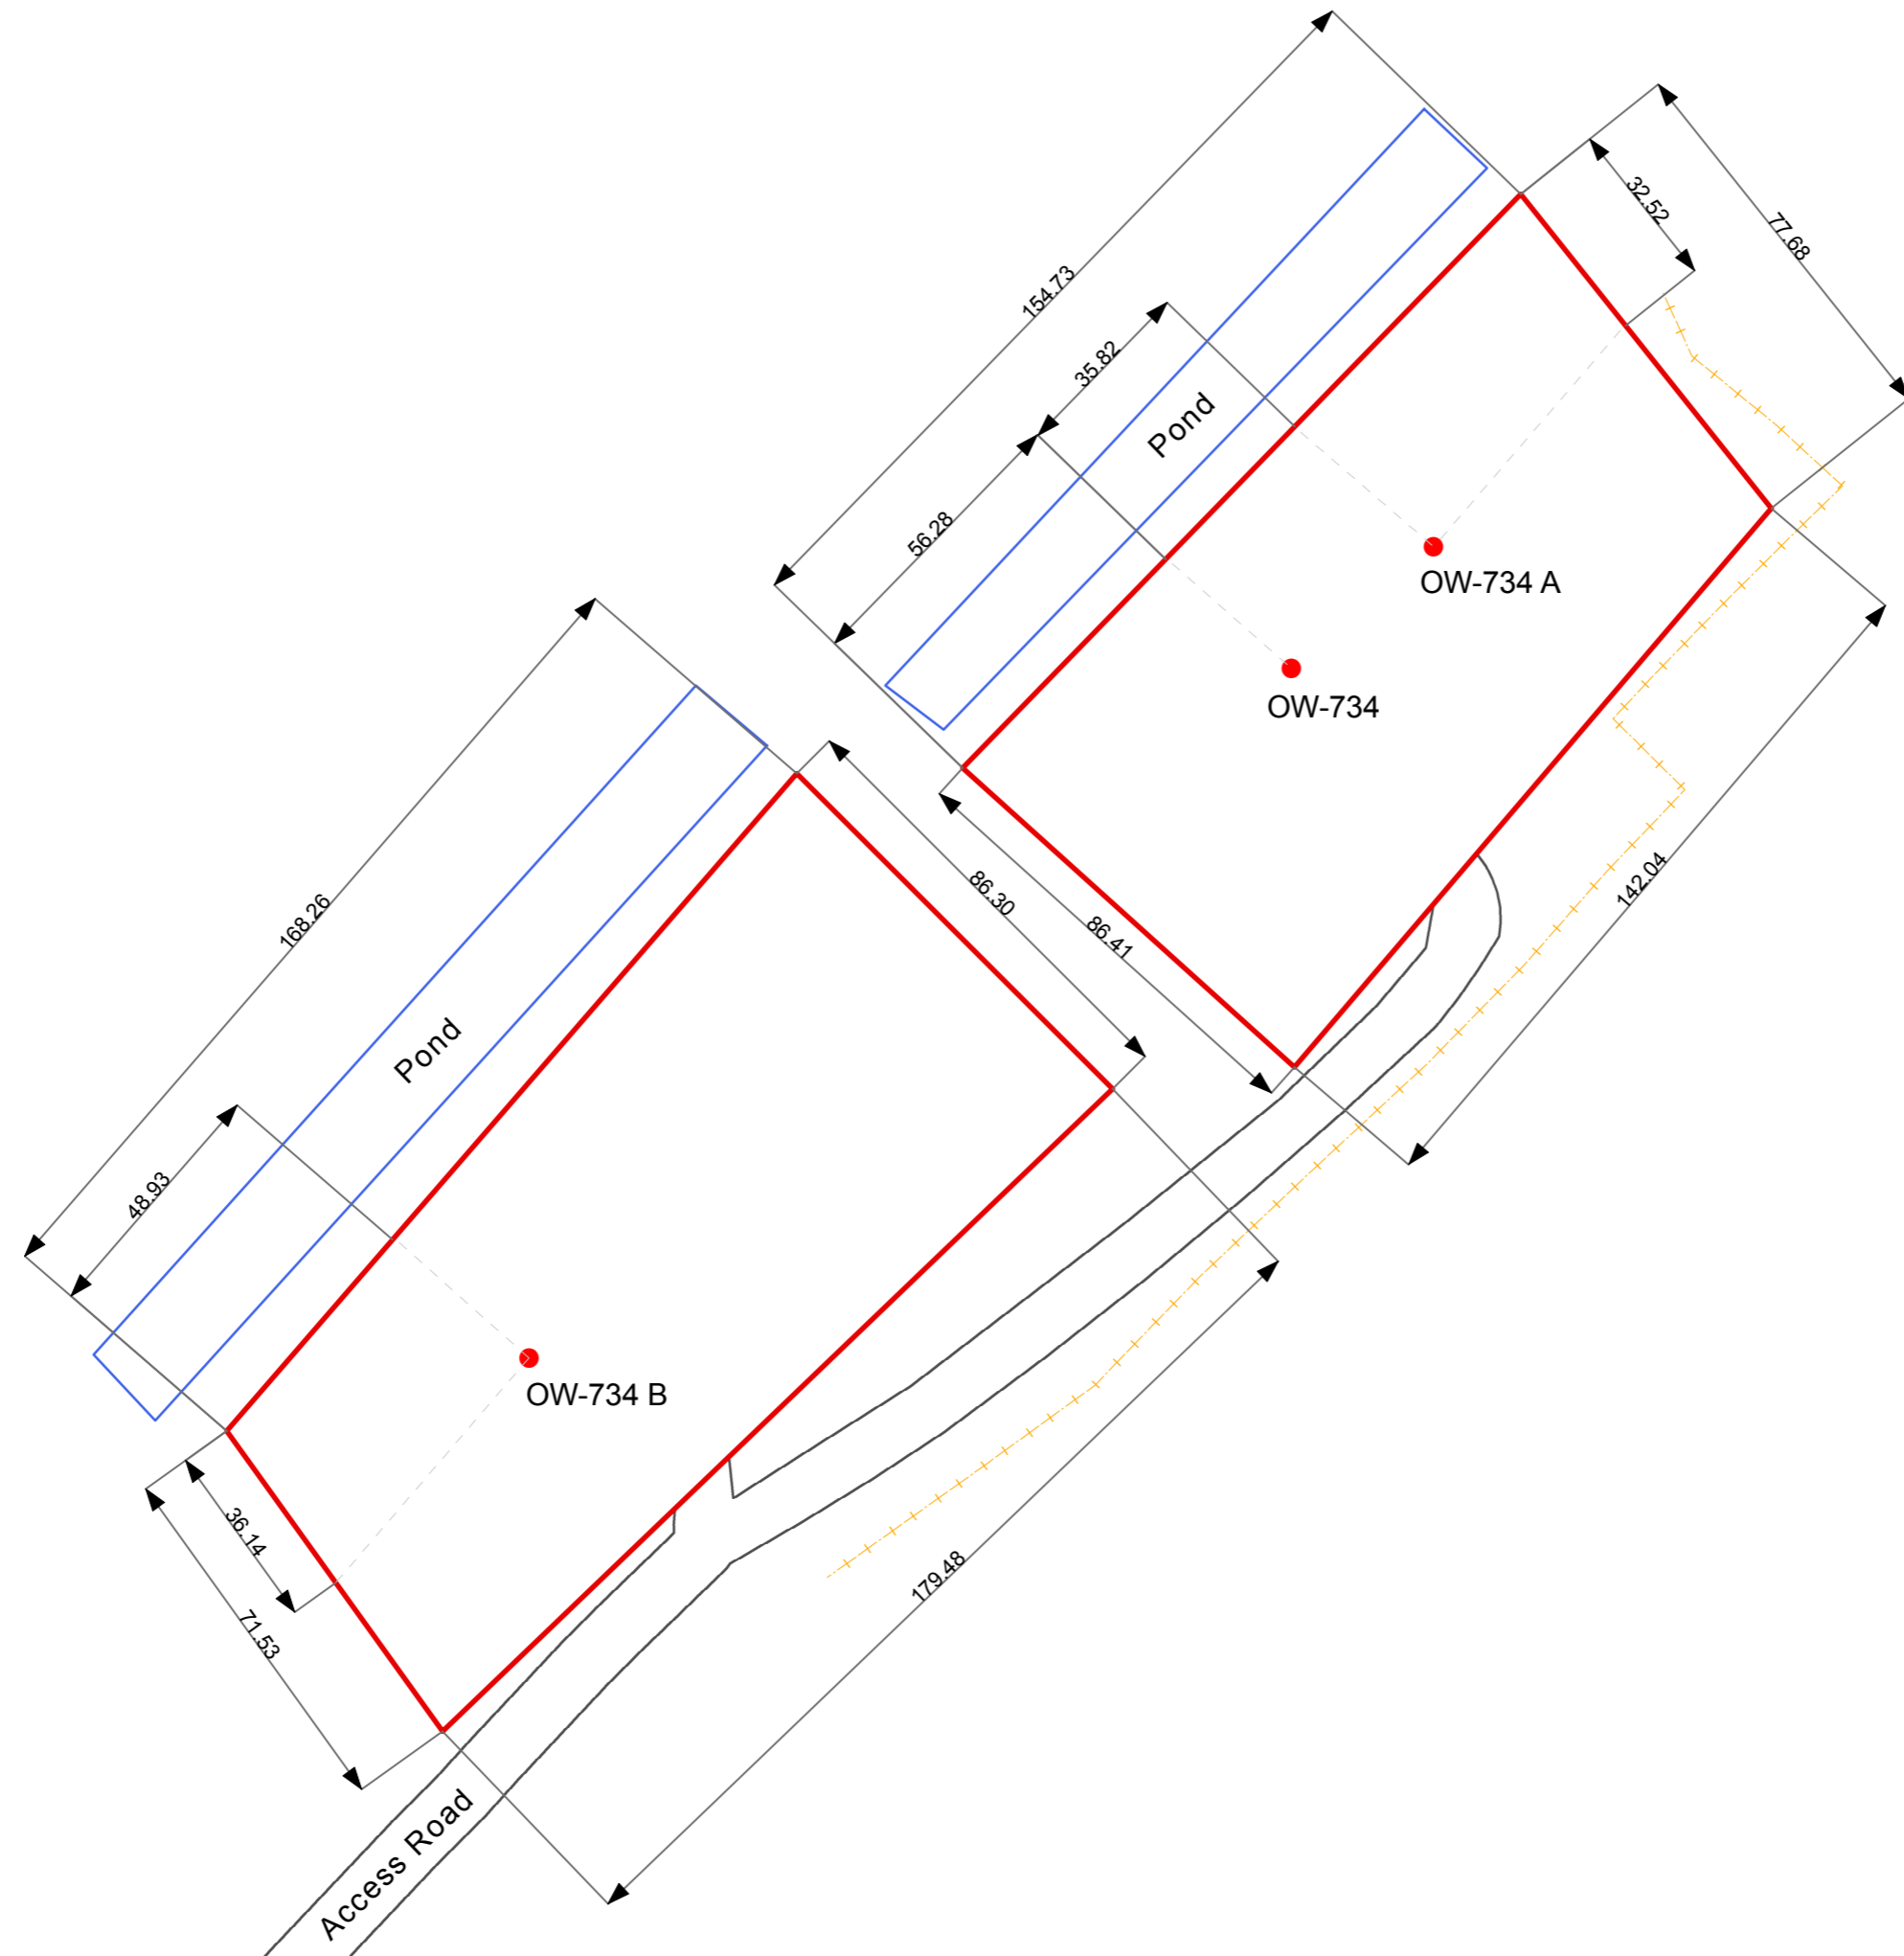 32.52
77.68
154.73
35.82
Pond
56.28
OW-734 A
OW-734
86.30
86.41
142.04
168.26
Pond
48.93
OW-734 B
36.14
71.53
179.48
Access Road